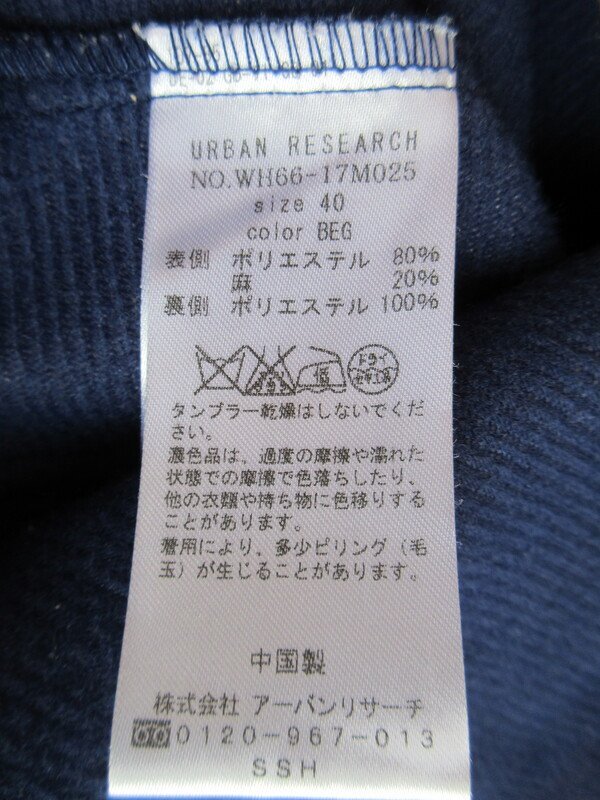 URBAN RESEARCH
NO.WH66-17M025
size 40
color BEG
表側 ポリエステル 80%
麻 20%
裏側 ポリエステル 100%
低 ドライ
タンブラー乾燥はしないでくだ
さい。
濃色品は、過度の摩擦や濡れた
状態での摩擦で色落ちしたり、
他の衣類や持ち物に色移りする
ことがあります。
着用により、多少ピリング（毛
玉）が生じることがあります。
中国製
株式会社 アーバンリサーチ
0120-967-013
SSH